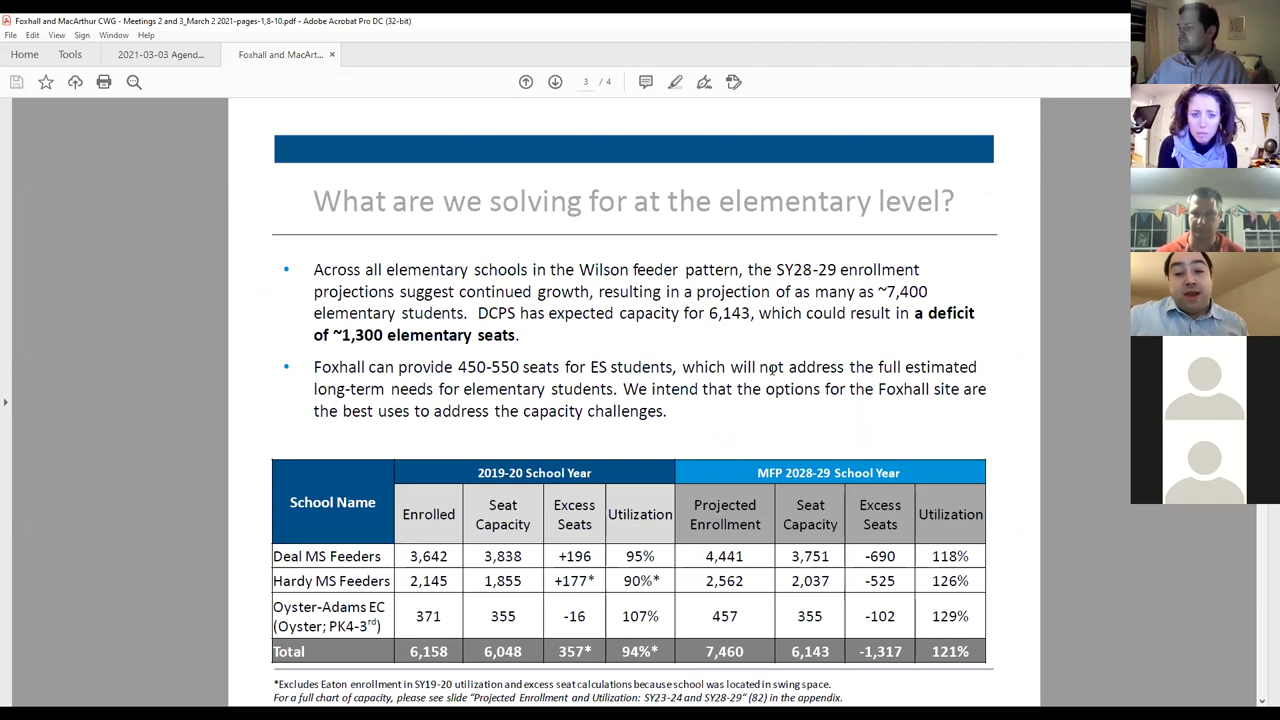 Foxhall and MacArthur CWG - Meetings 2 and 3_March 2 2021-pages-1,8-10.pdf - Adobe Acrobat Pro DC (32-bit)
File Edit View Sign Window Help
Home Tools 2021-03-03 Agend... Foxhall and MacArt... ×
3 / 4
What are we solving for at the elementary level?
• Across all elementary schools in the Wilson feeder pattern, the SY28-29 enrollment
projections suggest continued growth, resulting in a projection of as many as ~7,400
elementary students. DCPS has expected capacity for 6,143, which could result in a deficit
of ~1,300 elementary seats.
• Foxhall can provide 450-550 seats for ES students, which will not address the full estimated
long-term needs for elementary students. We intend that the options for the Foxhall site are
the best uses to address the capacity challenges.
School Name 2019-20 School Year MFP 2028-29 School Year
Enrolled Seat Capacity Excess Seats Utilization Projected Enrollment Seat Capacity Excess Seats Utilization
Deal MS Feeders 3,642 3,838 +196 95% 4,441 3,751 -690 118%
Hardy MS Feeders 2,145 1,855 +177* 90%* 2,562 2,037 -525 126%
Oyster-Adams EC (Oyster; PK4-3rd) 371 355 -16 107% 457 355 -102 129%
Total 6,158 6,048 357* 94%* 7,460 6,143 -1,317 121%
*Excludes Eaton enrollment in SY19-20 utilization and excess seat calculations because school was located in swing space.
For a full chart of capacity, please see slide "Projected Enrollment and Utilization: SY23-24 and SY28-29" (82) in the appendix.